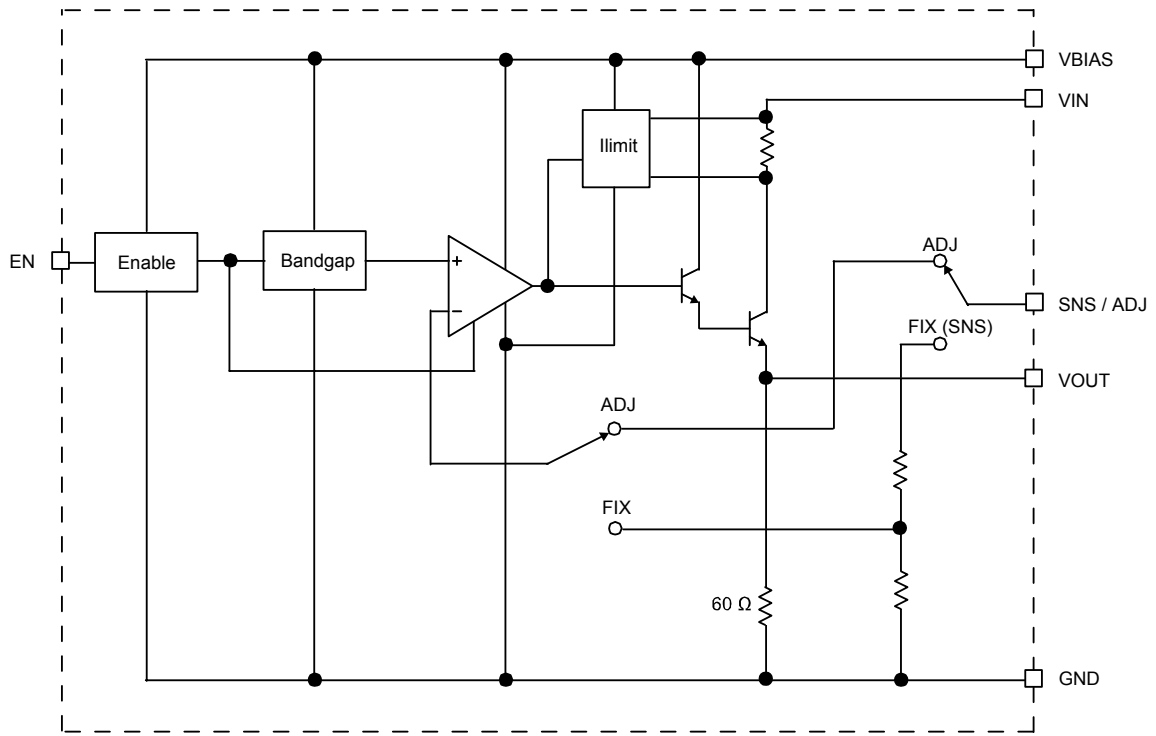 VBIAS
VIN
Ilimit
EN
Enable
Bandgap
+
−
ADJ
SNS / ADJ
FIX (SNS)
VOUT
ADJ
FIX
60 Ω
GND